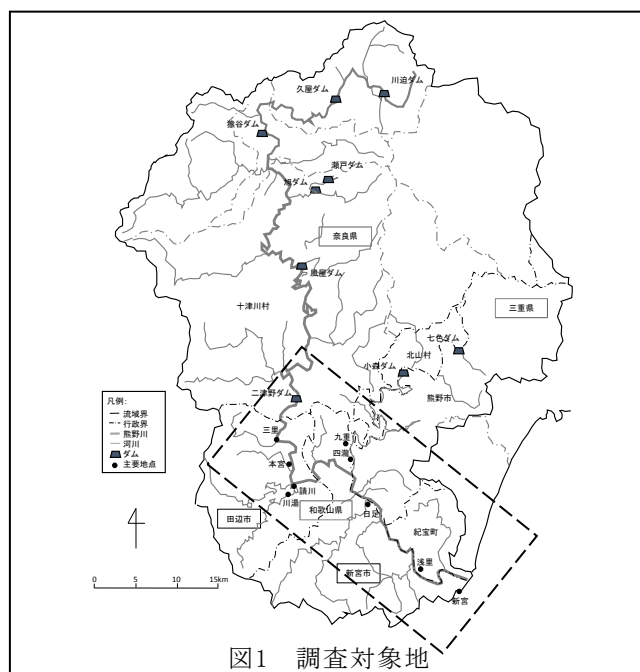 川迫ダム
久屋ダム
猿谷ダム
瀬戸ダム
旭ダム
奈良県
風屋ダム
十津川村
三重県
七色ダム
小森ダム
北山村
熊野市
二津野ダム
凡例:
流域界
行政界
熊野川
河川
ダム
主要地点
三里
九重
四瀧
本宮
請川
川湯
和歌山県
日足
田辺市
紀宝町
浅里
新宮市
新宮
0 5 10 15km
図1 調査対象地